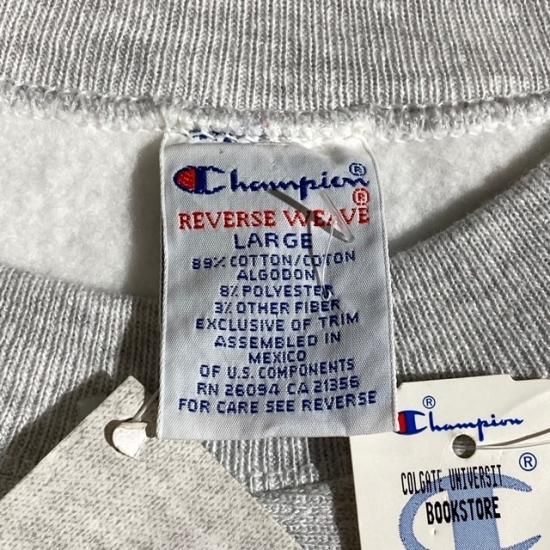 Champion®
REVERSE WEAVE®
LARGE
89% COTTON/COTON
ALGODON
8% POLYESTER
3% OTHER FIBER
EXCLUSIVE OF TRIM
ASSEMBLED IN
MEXICO
OF U.S. COMPONENTS
RN 26094 CA 21356
FOR CARE SEE REVERSE
Champion®
COLGATE UNIVERSIT
BOOKSTORE
®